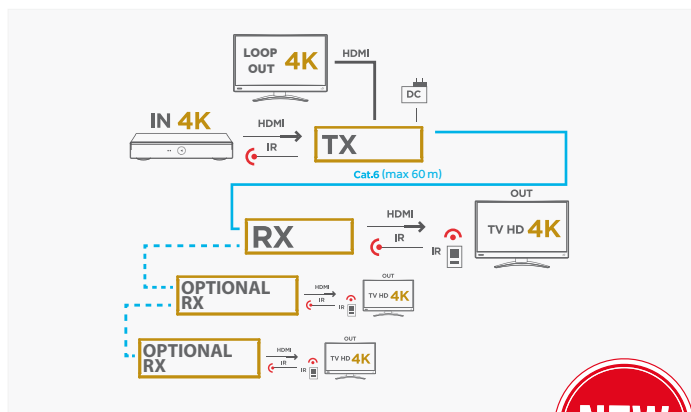 LOOP
OUT 4K
HDMI
DC
IN 4K
HDMI
IR
TX
Cat.6 (max 60 m)
OUT
RX
HDMI
IR
IR
TV HD 4K
OPTIONAL
RX
HDMI
IR
IR
OUT
TV HD 4K
OPTIONAL
RX
HDMI
IR
IR
OUT
TV HD 4K
NEW